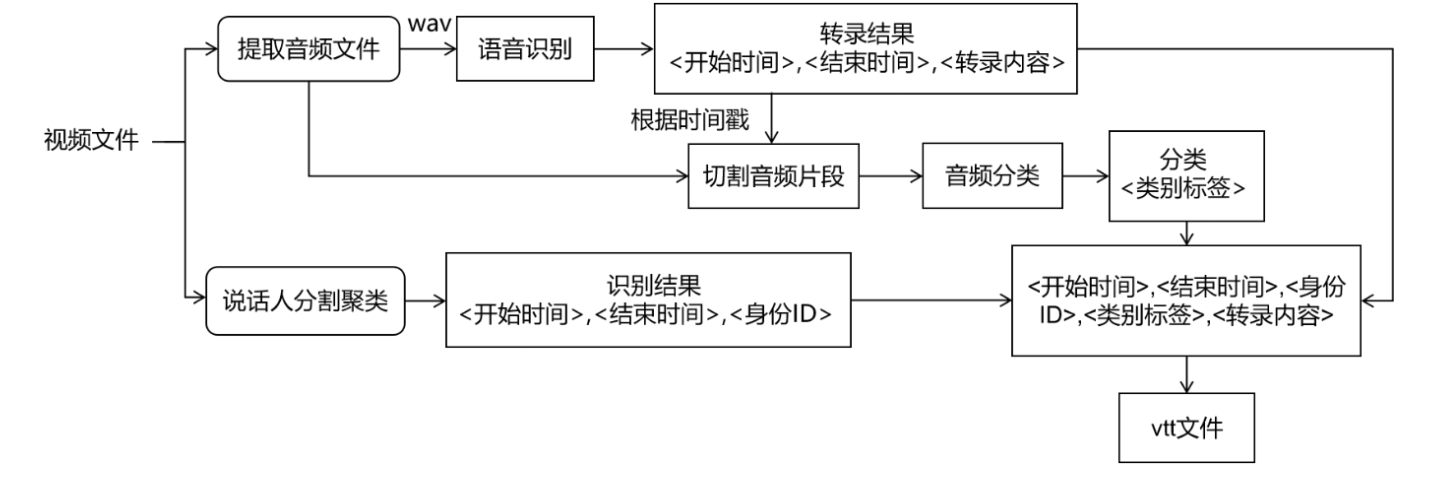 wav
提取音频文件
语音识别
转录结果
<开始时间>,<结束时间>,<转录内容>
根据时间戳
视频文件
切割音频片段
音频分类
分类
<类别标签>
说话人分割聚类
识别结果
<开始时间>,<结束时间>,<身份ID>
<开始时间>,<结束时间>,<身份
ID>,<类别标签>,<转录内容>
vtt文件